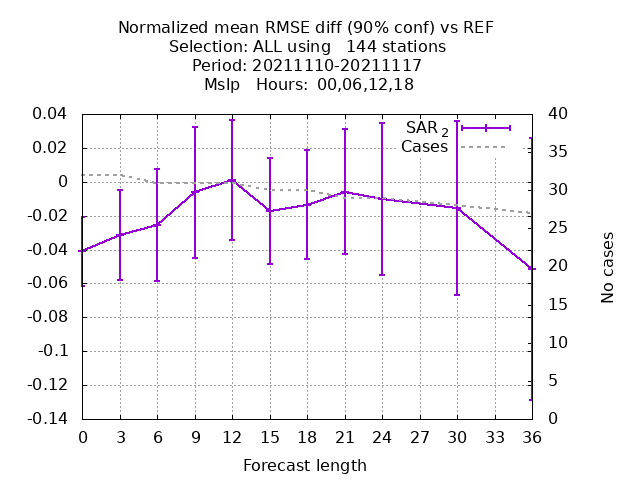 Normalized mean RMSE diff (90% conf) vs REF
Selection: ALL using   144 stations
Period: 20211110-20211117
Mslp   Hours:  00,06,12,18
0.04
0.02
0
-0.02
-0.04
-0.06
-0.08
-0.1
-0.12
-0.14
40
35
30
25
20
15
10
5
0
SAR 2
Cases
No cases
0 3 6 9 12 15 18 21 24 27 30 33 36
Forecast length